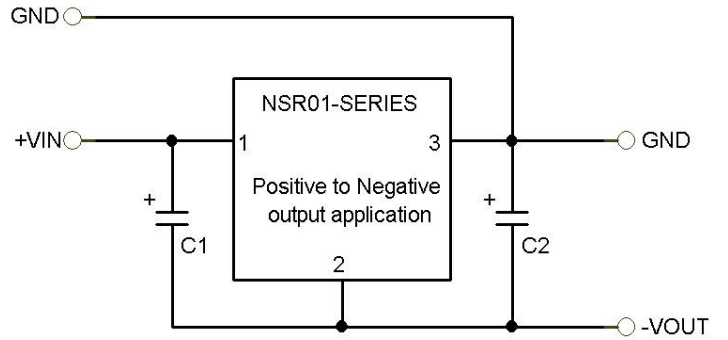 GND
NSR01-SERIES
+VIN
1
3
GND
Positive to Negative
output application
+
+
C1
C2
2
-VOUT